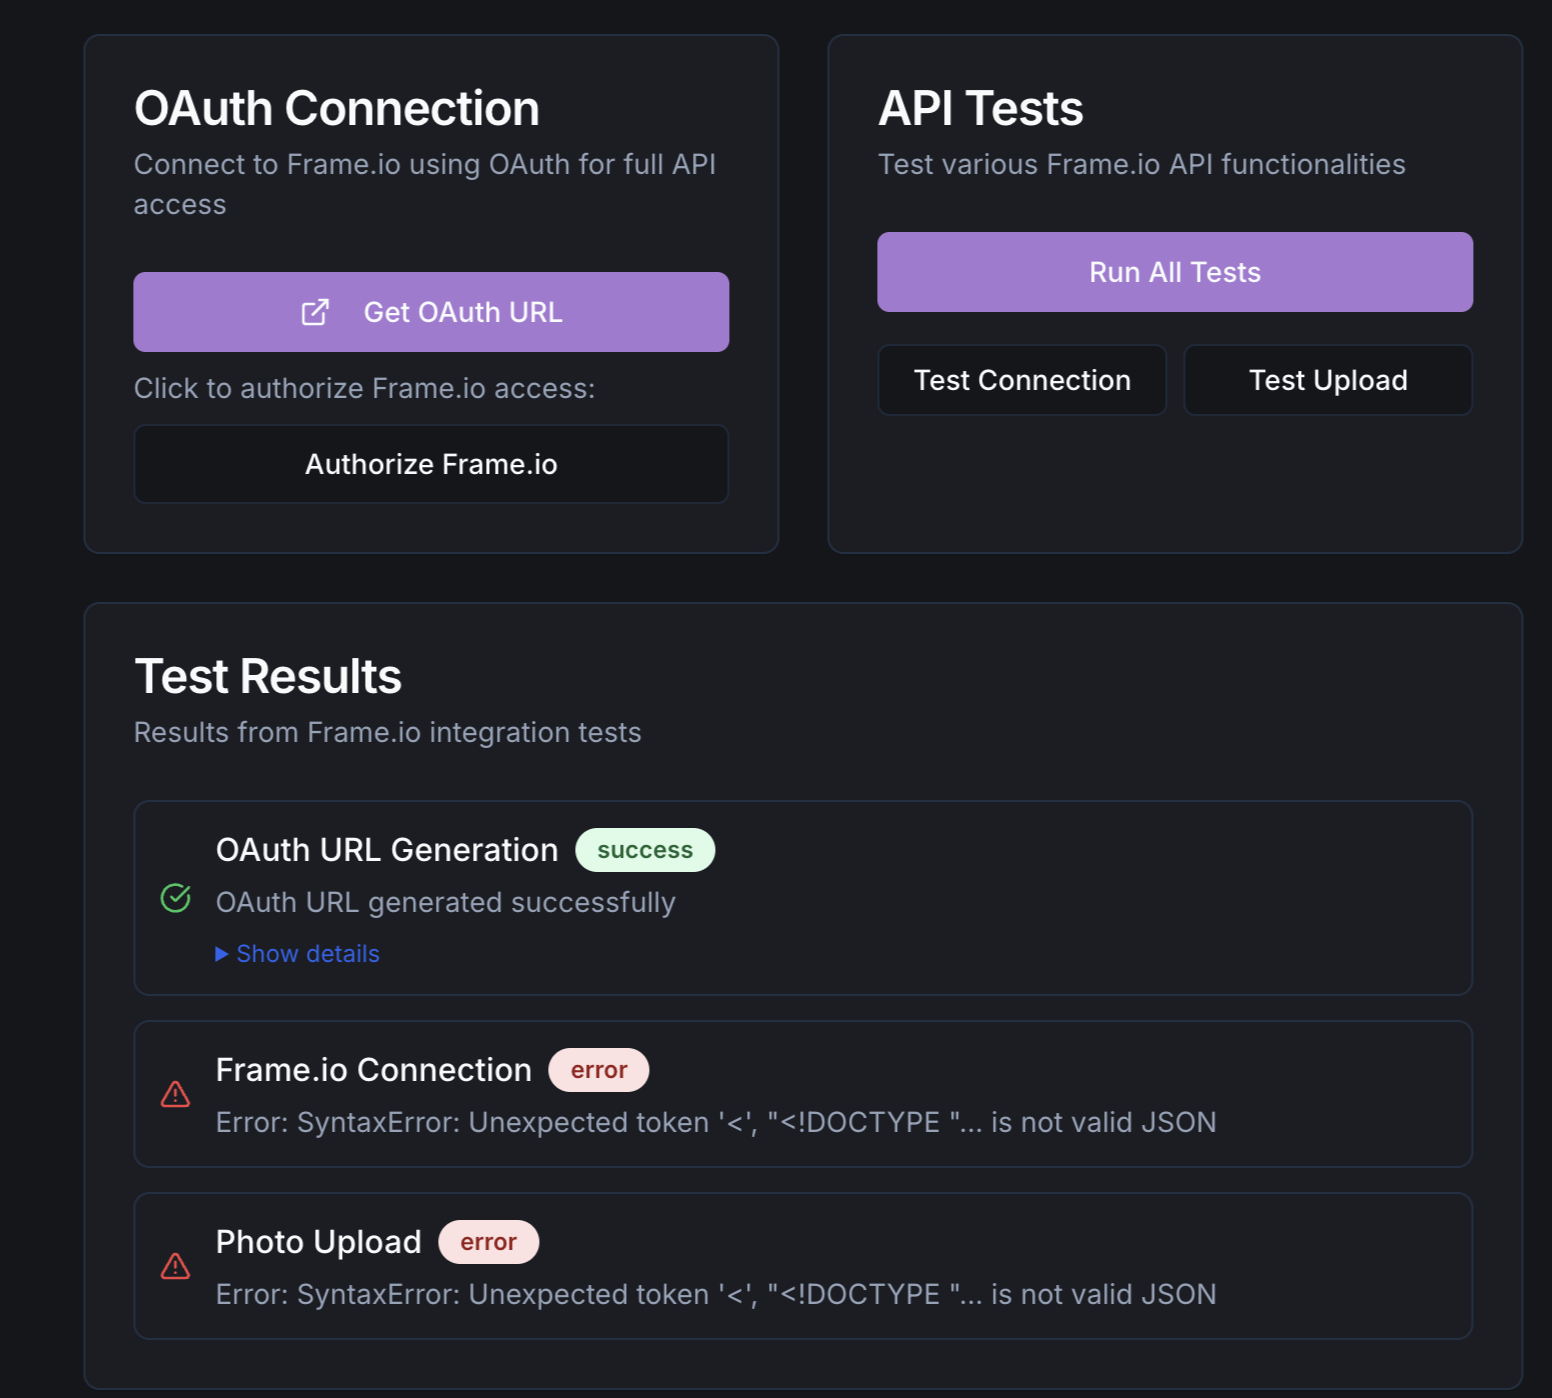 OAuth Connection
Connect to Frame.io using OAuth for full API
access
Get OAuth URL
Click to authorize Frame.io access:
Authorize Frame.io
API Tests
Test various Frame.io API functionalities
Run All Tests
Test Connection
Test Upload
Test Results
Results from Frame.io integration tests
OAuth URL Generation success
OAuth URL generated successfully
Show details
Frame.io Connection error
Error: SyntaxError: Unexpected token '<', "<!DOCTYPE "... is not valid JSON
Photo Upload error
Error: SyntaxError: Unexpected token '<', "<!DOCTYPE "... is not valid JSON